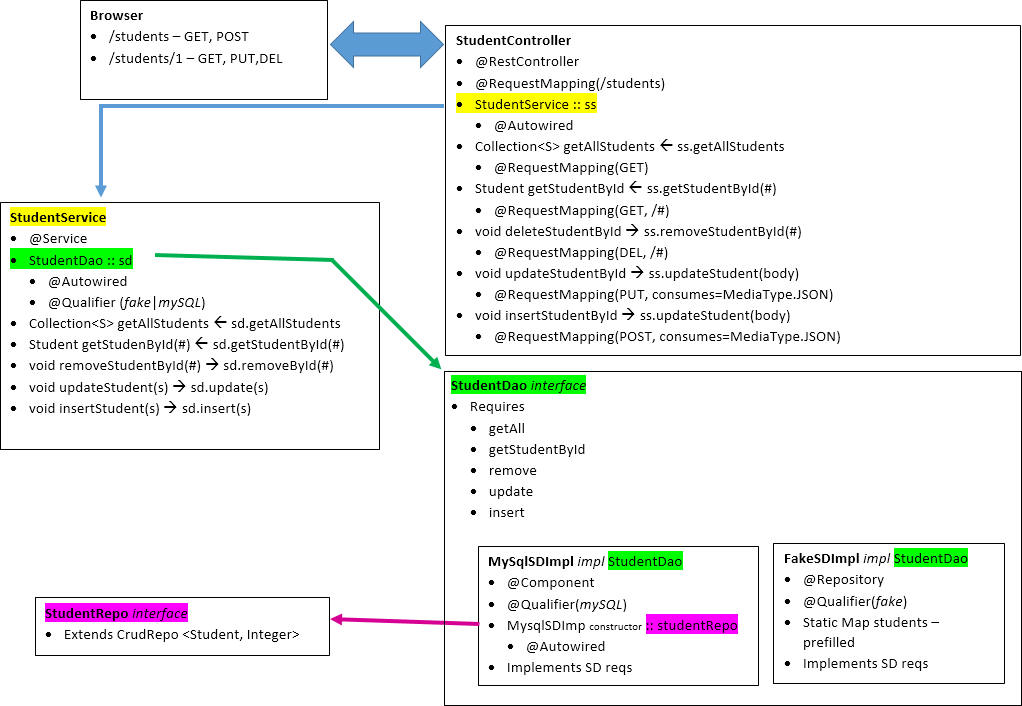 Browser
• /students – GET, POST
• /students/1 – GET, PUT,DEL
StudentController
• @RestController
• @RequestMapping(/students)
• StudentService :: ss
• @Autowired
• Collection<S> getAllStudents ← ss.getAllStudents
• @RequestMapping(GET)
• Student getStudentById ← ss.getStudentById(#)
• @RequestMapping(GET, /#)
• void deleteStudentById → ss.removeStudentById(#)
• @RequestMapping(DEL, /#)
• void updateStudentById → ss.updateStudent(body)
• @RequestMapping(PUT, consumes=MediaType.JSON)
• void insertStudentById → ss.updateStudent(body)
• @RequestMapping(POST, consumes=MediaType.JSON)
StudentService
• @Service
• StudentDao :: sd
• @Autowired
• @Qualifier (fake|mySQL)
• Collection<S> getAllStudents ← sd.getAllStudents
• Student getStudenById(#) ← sd.getStudentById(#)
• void removeStudentById(#) → sd.removeById(#)
• void updateStudent(s) → sd.update(s)
• void insertStudent(s) → sd.insert(s)
StudentDao interface
• Requires
• getAll
• getStudentById
• remove
• update
• insert
MySqlSDImpl impl StudentDao
• @Component
• @Qualifier(mySQL)
• MysqlSDImp constructor :: studentRepo
• @Autowired
• Implements SD reqs
FakeSDImpl impl StudentDao
• @Repository
• @Qualifier(fake)
• Static Map students –
prefilled
• Implements SD reqs
StudentRepo interface
• Extends CrudRepo <Student, Integer>